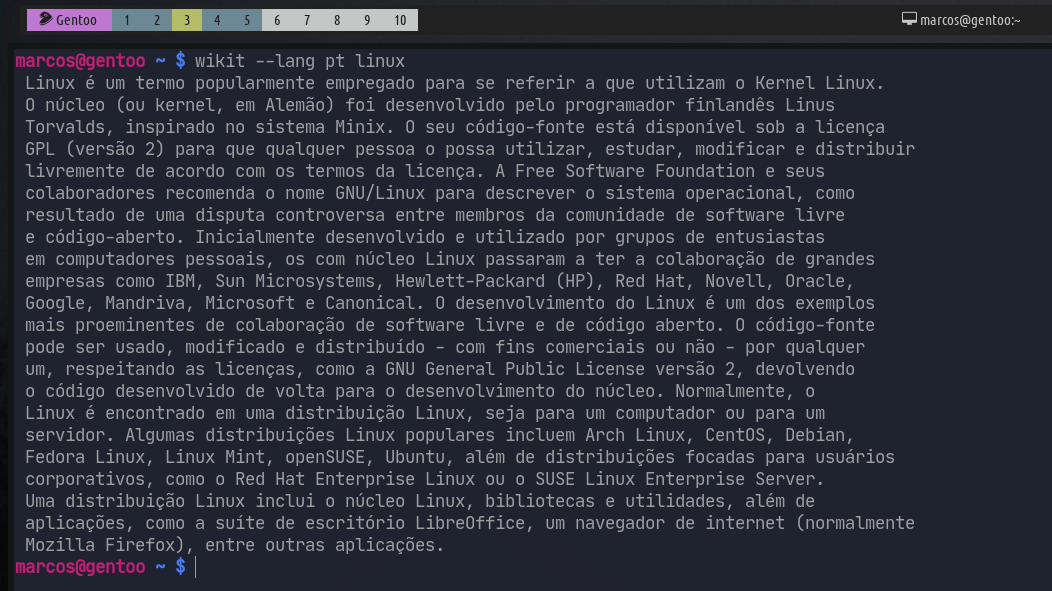 Gentoo 1 2 3 4 5 6 7 8 9 10 marcos@gentoo:~
marcos@gentoo ~ $ wikit --lang pt linux
Linux é um termo popularmente empregado para se referir a que utilizam o Kernel Linux.
O núcleo (ou kernel, em Alemão) foi desenvolvido pelo programador finlandês Linus
Torvalds, inspirado no sistema Minix. O seu código-fonte está disponível sob a licença
GPL (versão 2) para que qualquer pessoa o possa utilizar, estudar, modificar e distribuir
livremente de acordo com os termos da licença. A Free Software Foundation e seus
colaboradores recomenda o nome GNU/Linux para descrever o sistema operacional, como
resultado de uma disputa controversa entre membros da comunidade de software livre
e código-aberto. Inicialmente desenvolvido e utilizado por grupos de entusiastas
em computadores pessoais, os com núcleo Linux passaram a ter a colaboração de grandes
empresas como IBM, Sun Microsystems, Hewlett-Packard (HP), Red Hat, Novell, Oracle,
Google, Mandriva, Microsoft e Canonical. O desenvolvimento do Linux é um dos exemplos
mais proeminentes de colaboração de software livre e de código aberto. O código-fonte
pode ser usado, modificado e distribuído – com fins comerciais ou não – por qualquer
um, respeitando as licenças, como a GNU General Public License versão 2, devolvendo
o código desenvolvido de volta para o desenvolvimento do núcleo. Normalmente, o
Linux é encontrado em uma distribuição Linux, seja para um computador ou para um
servidor. Algumas distribuições Linux populares incluem Arch Linux, CentOS, Debian,
Fedora Linux, Linux Mint, openSUSE, Ubuntu, além de distribuições focadas para usuários
corporativos, como o Red Hat Enterprise Linux ou o SUSE Linux Enterprise Server.
Uma distribuição Linux inclui o núcleo Linux, bibliotecas e utilidades, além de
aplicações, como a suíte de escritório LibreOffice, um navegador de internet (normalmente
Mozilla Firefox), entre outras aplicações.
marcos@gentoo ~ $